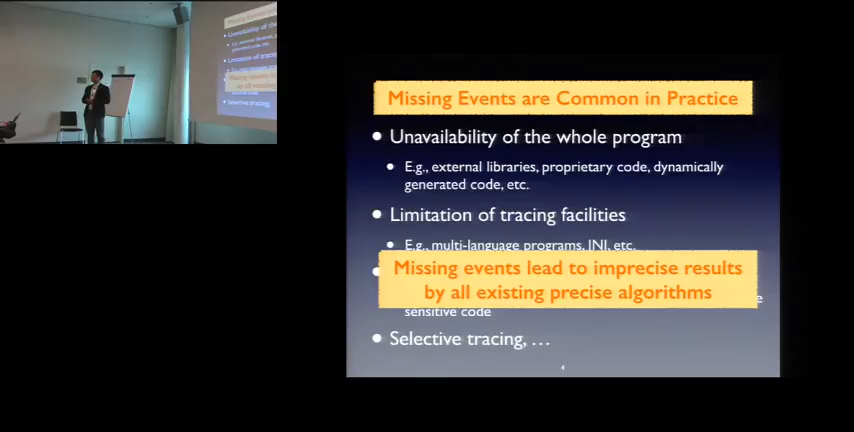 Missing Events are Common in Practice
• Unavailability of the whole program
• E.g., external libraries, proprietary code, dynamically
generated code, etc.
• Limitation of tracing facilities
• E.g., multi-language programs, JNI, etc.
Missing events lead to imprecise results
by all existing precise algorithms
sensitive code
• Selective tracing, …
4